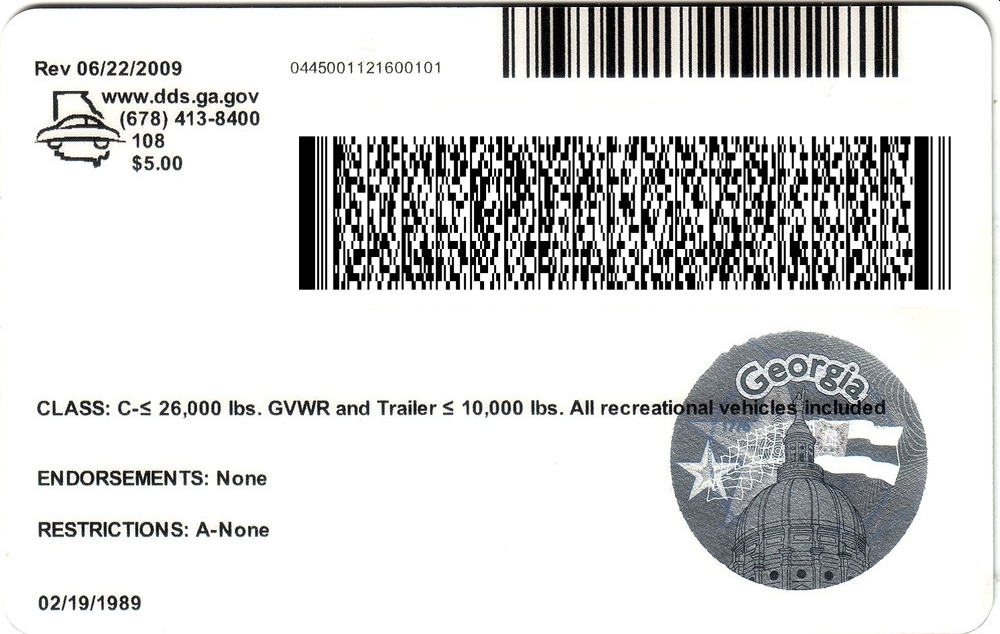 Rev 06/22/2009
0445001121600101
www.dds.ga.gov
(678) 413-8400
108
$5.00
Georgia
CLASS: C-≤ 26,000 lbs. GVWR and Trailer ≤ 10,000 lbs. All recreational vehicles included
1776
ENDORSEMENTS: None
RESTRICTIONS: A-None
02/19/1989